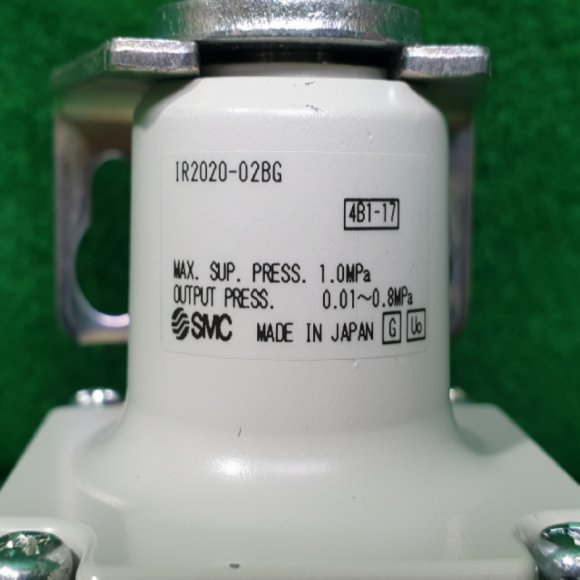 IR2020-02BG
4B1-17
MAX. SUP. PRESS. 1.0MPa
OUTPUT PRESS. 0.01~0.8MPa
SMC MADE IN JAPAN G Uo